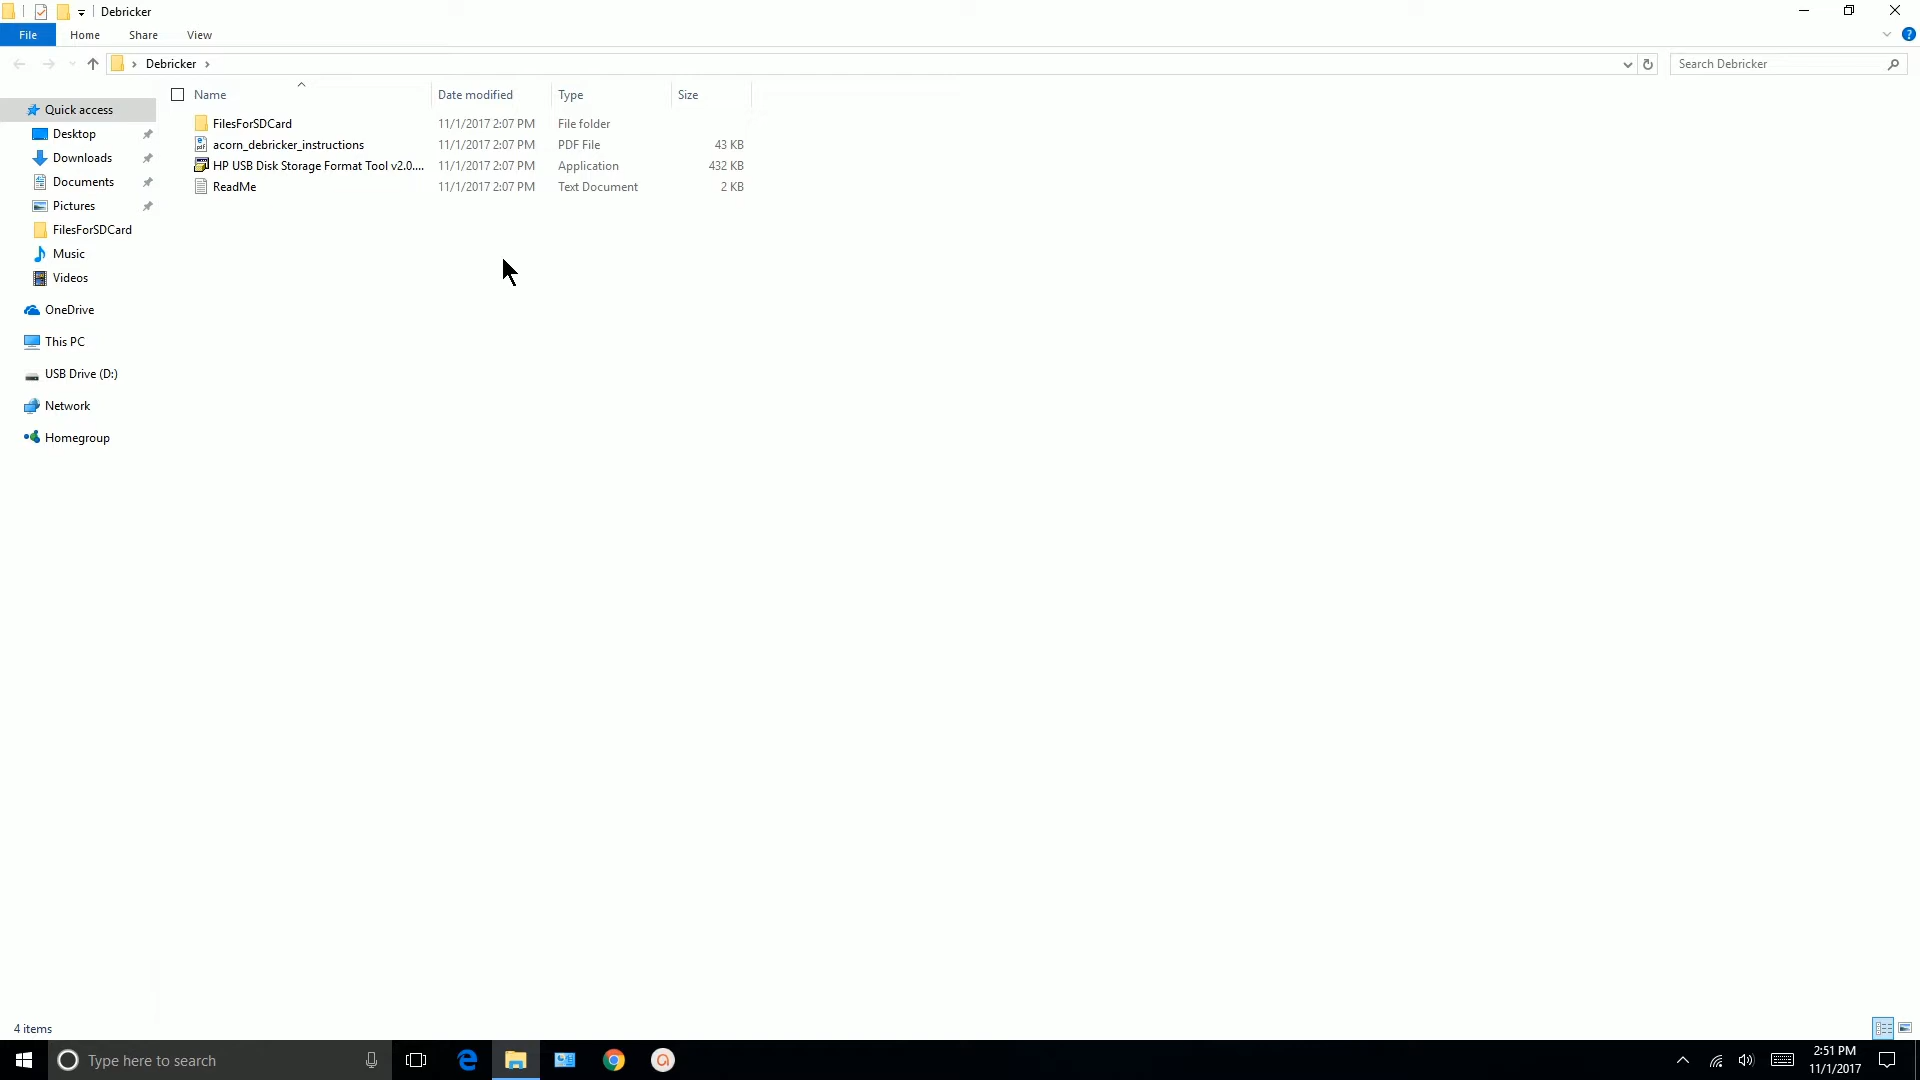 Debricker
File Home Share View
Debricker
Search Debricker
Name Date modified Type Size
Quick access
Desktop
Downloads
Documents
Pictures
FilesForSDCard
Music
Videos
OneDrive
This PC
USB Drive (D:)
Network
Homegroup
FilesForSDCard 11/1/2017 2:07 PM File folder
acorn_debricker_instructions 11/1/2017 2:07 PM PDF File 43 KB
HP USB Disk Storage Format Tool v2.0.... 11/1/2017 2:07 PM Application 432 KB
ReadMe 11/1/2017 2:07 PM Text Document 2 KB
4 items
Type here to search
2:51 PM
11/1/2017